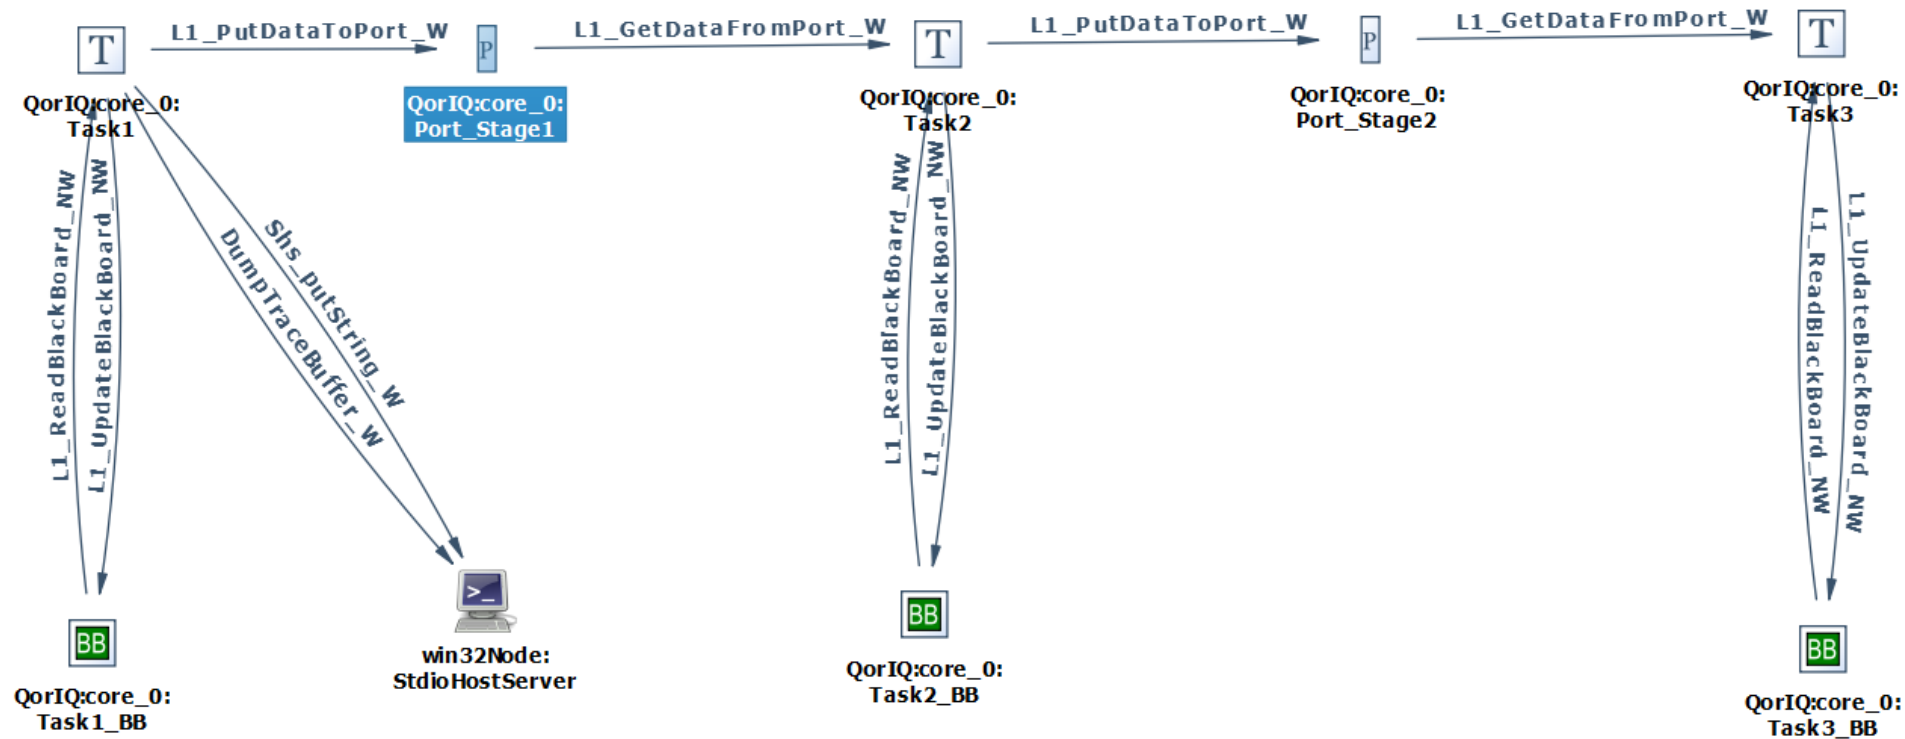 L1_PutDataToPort_W
L1_GetDataFromPort_W
L1_PutDataToPort_W
L1_GetDataFromPort_W
T
P
T
P
T
QorIQ:core_0:
Task1
QorIQ:core_0:
Port_Stage1
QorIQ:core_0:
Task2
QorIQ:core_0:
Port_Stage2
QorIQ:core_0:
Task3
L1_ReadBlackBoard_NW
L1_UpdateBlackBoard_NW
DumpTraceBuffer_W
Shs_putString_W
L1_ReadBlackBoard_NW
L1_UpdateBlackBoard_NW
L1_ReadBlackBoard_NW
L1_UpdateBlackBoard_NW
BB
>_
BB
BB
QorIQ:core_0:
Task1_BB
win32Node:
StdioHostServer
QorIQ:core_0:
Task2_BB
QorIQ:core_0:
Task3_BB